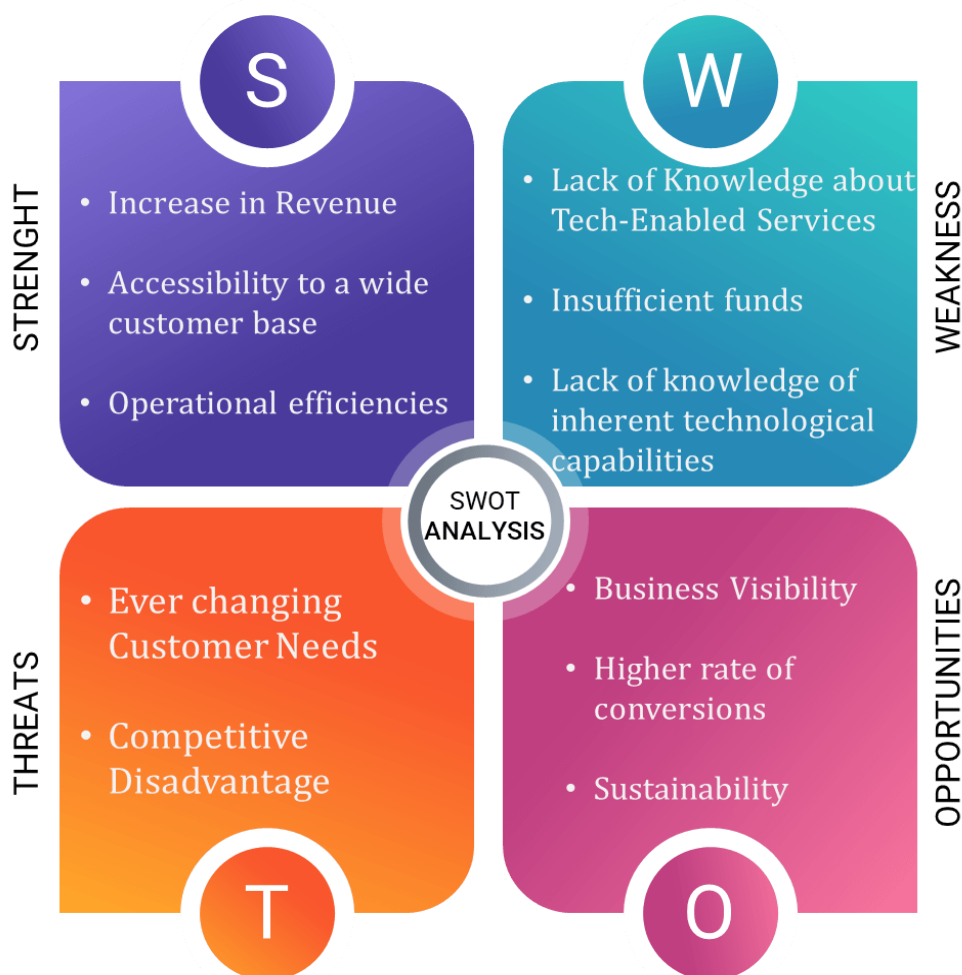 S
STRENGHT
• Increase in Revenue
• Accessibility to a wide
customer base
• Operational efficiencies
W
WEAKNESS
• Lack of Knowledge about
Tech-Enabled Services
• Insufficient funds
• Lack of knowledge of
inherent technological
capabilities
SWOT
ANALYSIS
THREATS
• Ever changing
Customer Needs
• Competitive
Disadvantage
T
• Business Visibility
• Higher rate of
conversions
• Sustainability
OPPORTUNITIES
O